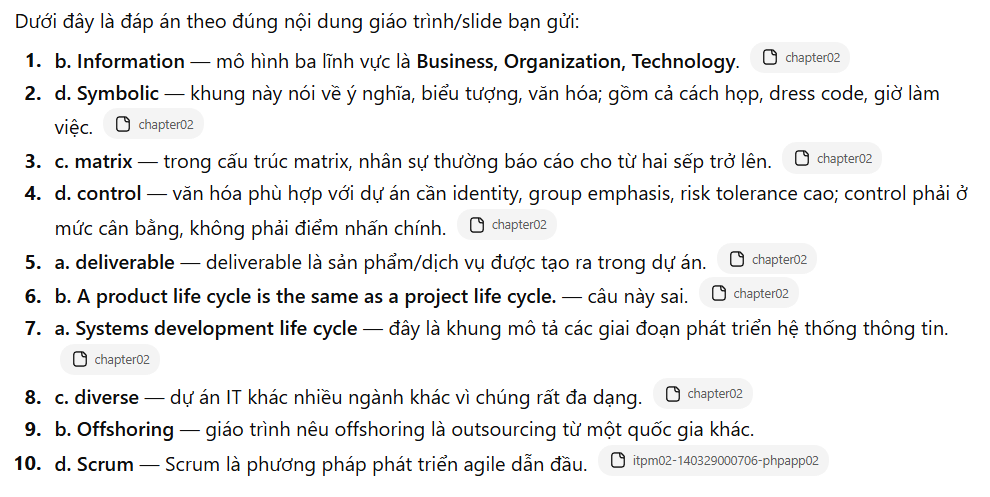 Dưới đây là đáp án theo đúng nội dung giáo trình/slide bạn gửi:
1. b. Information — mô hình ba lĩnh vực là Business, Organization, Technology. chapter02
2. d. Symbolic — khung này nói về ý nghĩa, biểu tượng, văn hóa; gồm cả cách họp, dress code, giờ làm
việc. chapter02
3. c. matrix — trong cấu trúc matrix, nhân sự thường báo cáo cho từ hai sếp trở lên. chapter02
4. d. control — văn hóa phù hợp với dự án cần identity, group emphasis, risk tolerance cao; control phải ở
mức cân bằng, không phải điểm nhấn chính. chapter02
5. a. deliverable — deliverable là sản phẩm/dịch vụ được tạo ra trong dự án. chapter02
6. b. A product life cycle is the same as a project life cycle. — câu này sai. chapter02
7. a. Systems development life cycle — đây là khung mô tả các giai đoạn phát triển hệ thống thông tin.
chapter02
8. c. diverse — dự án IT khác nhiều ngành khác vì chúng rất đa dạng. chapter02
9. b. Offshoring — giáo trình nêu offshoring là outsourcing từ một quốc gia khác.
10. d. Scrum — Scrum là phương pháp phát triển agile dẫn đầu. itpm02-140329000706-phpapp02